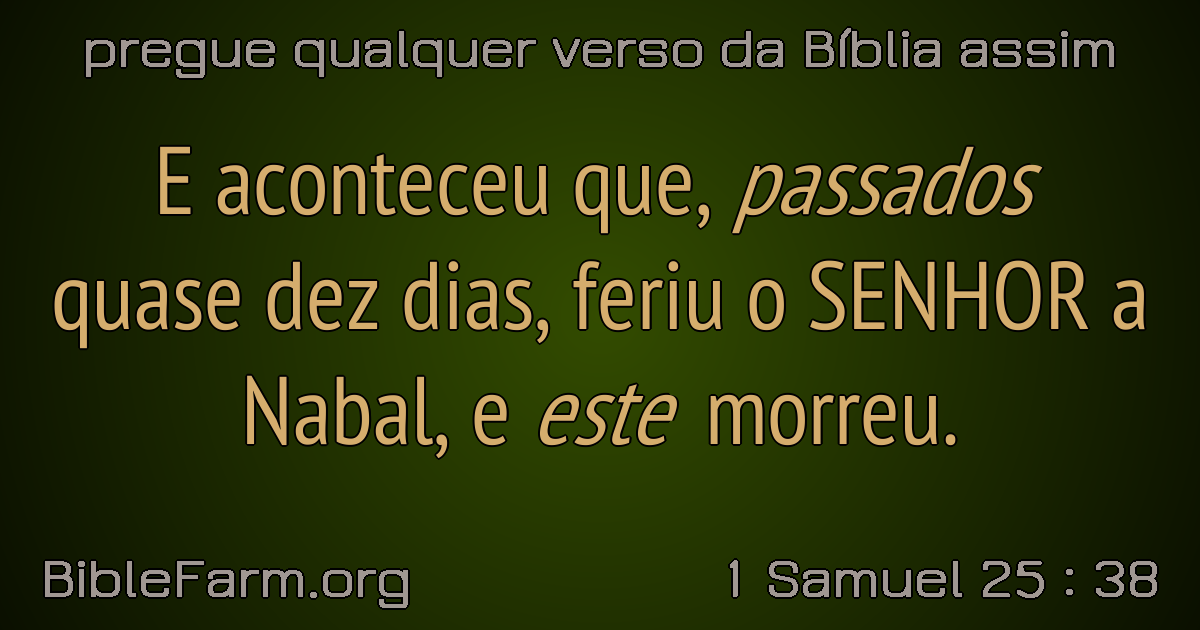 pregue qualquer verso da Bíblia assim
E aconteceu que, passados
quase dez dias, feriu o SENHOR a
Nabal, e este morreu.
BibleFarm.org
1 Samuel 25 : 38